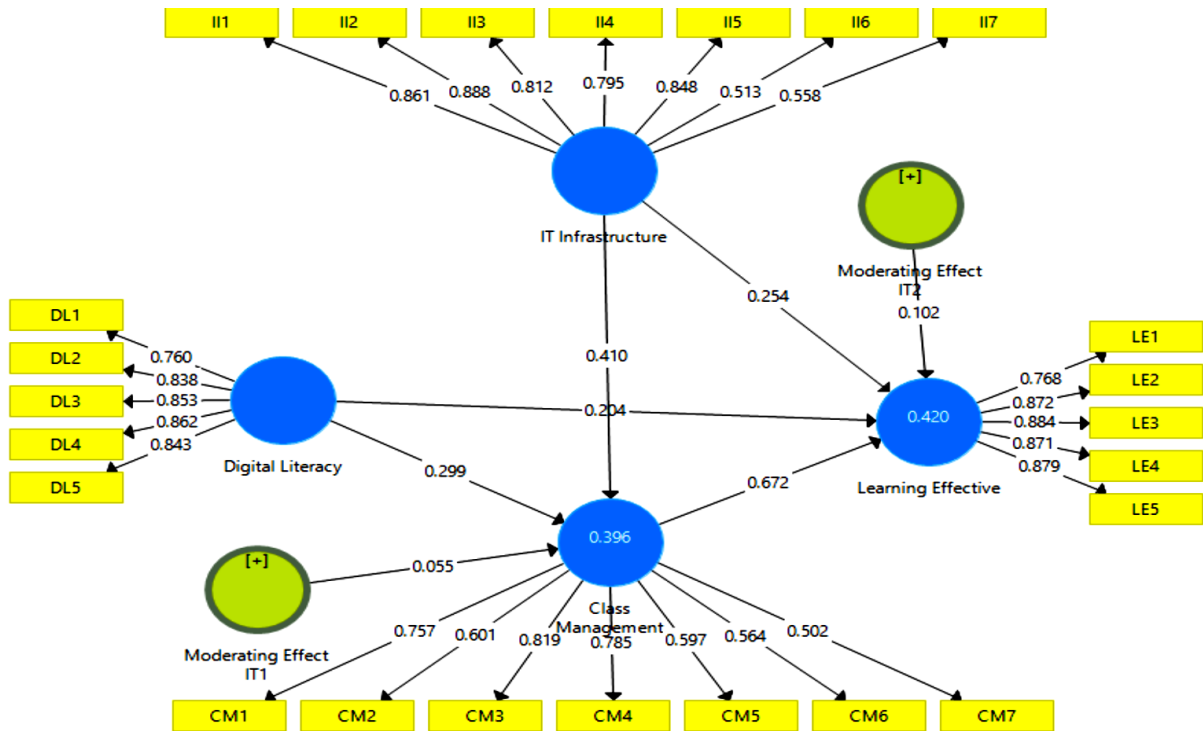 II1 II2 II3 II4 II5 II6 II7
0.861 0.888 0.812 0.795 0.848 0.513 0.558
[+]
IT Infrastructure
Moderating Effect
IT2
0.254
0.102
DL1
DL2
DL3
DL4
DL5
0.760
0.838
0.853
0.862
0.843
Digital Literacy
0.410
0.204
0.299
0.672
0.420
Learning Effective
0.768
0.872
0.884
0.871
0.879
LE1
LE2
LE3
LE4
LE5
0.396
Class
Management
[+]
Moderating Effect
IT1
0.055
0.757 0.601 0.819 0.785 0.597 0.564 0.502
CM1 CM2 CM3 CM4 CM5 CM6 CM7